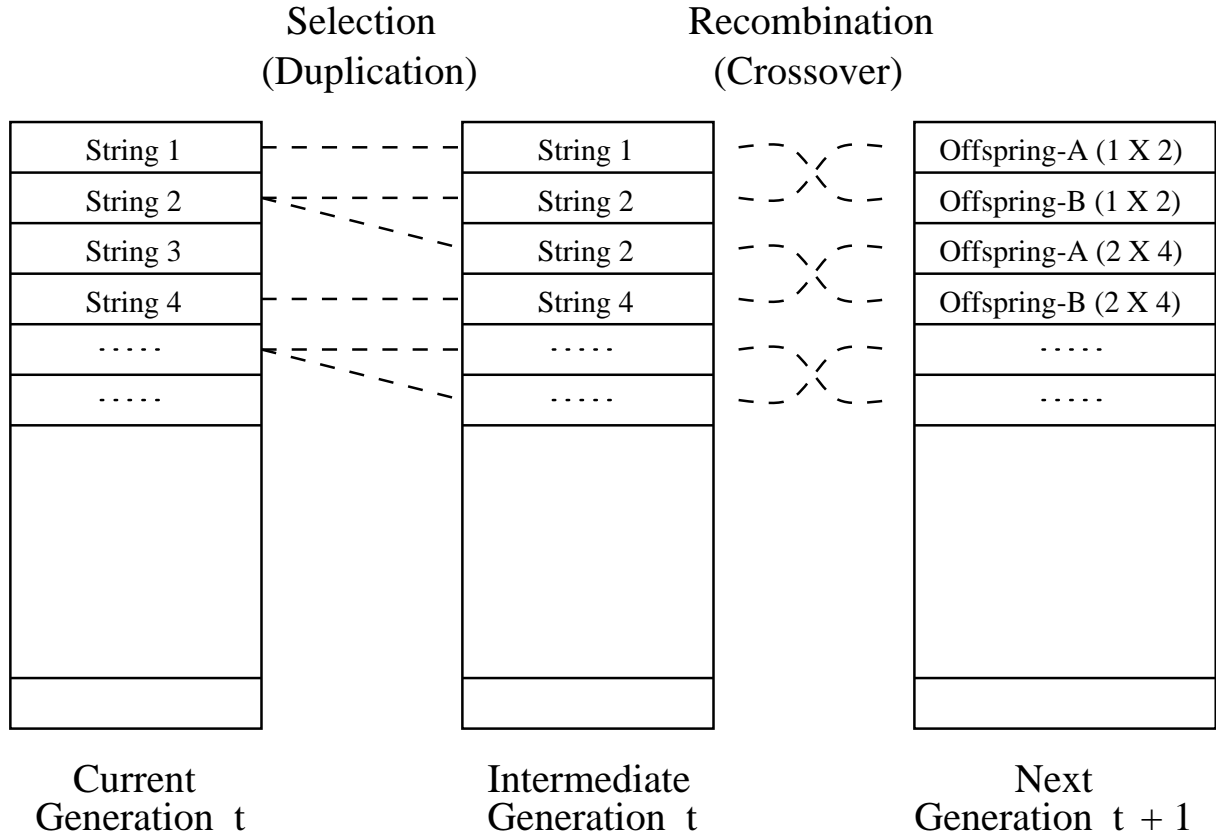 Selection
(Duplication)
Recombination
(Crossover)
String 1
String 2
String 3
String 4
- - - - -
- - - - -
String 1
String 2
String 2
String 4
- - - - -
- - - - -
Offspring-A (1 X 2)
Offspring-B (1 X 2)
Offspring-A (2 X 4)
Offspring-B (2 X 4)
- - - - -
- - - - -
Current
Generation t
Intermediate
Generation t
Next
Generation t + 1